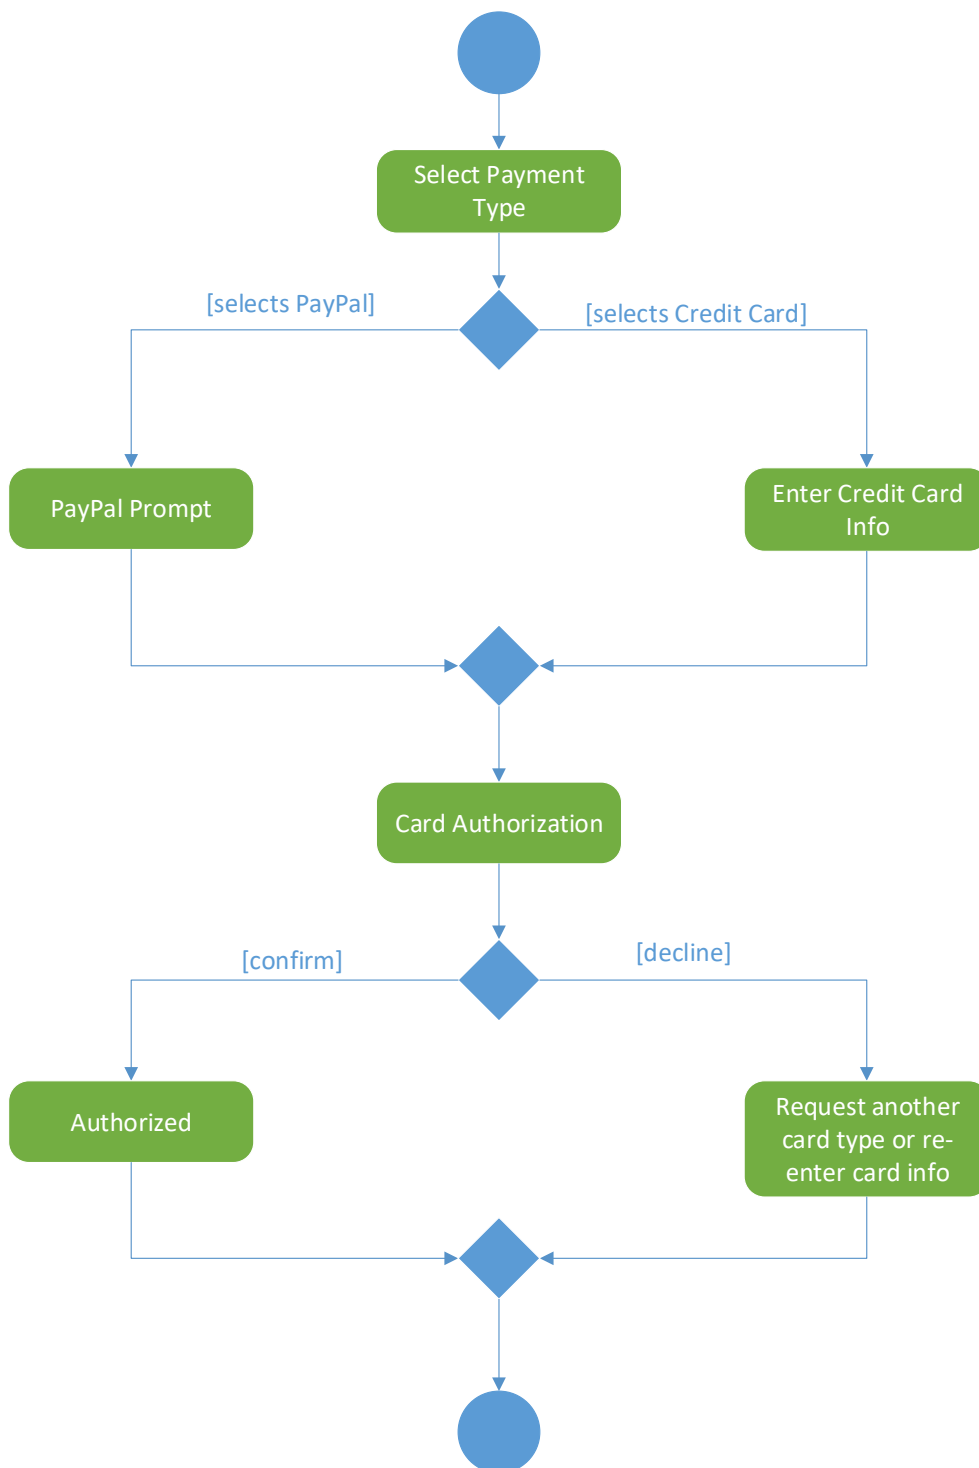 Select Payment
Type
[selects PayPal]
[selects Credit Card]
PayPal Prompt
Enter Credit Card
Info
Card Authorization
[confirm]
[decline]
Authorized
Request another
card type or re-
enter card info